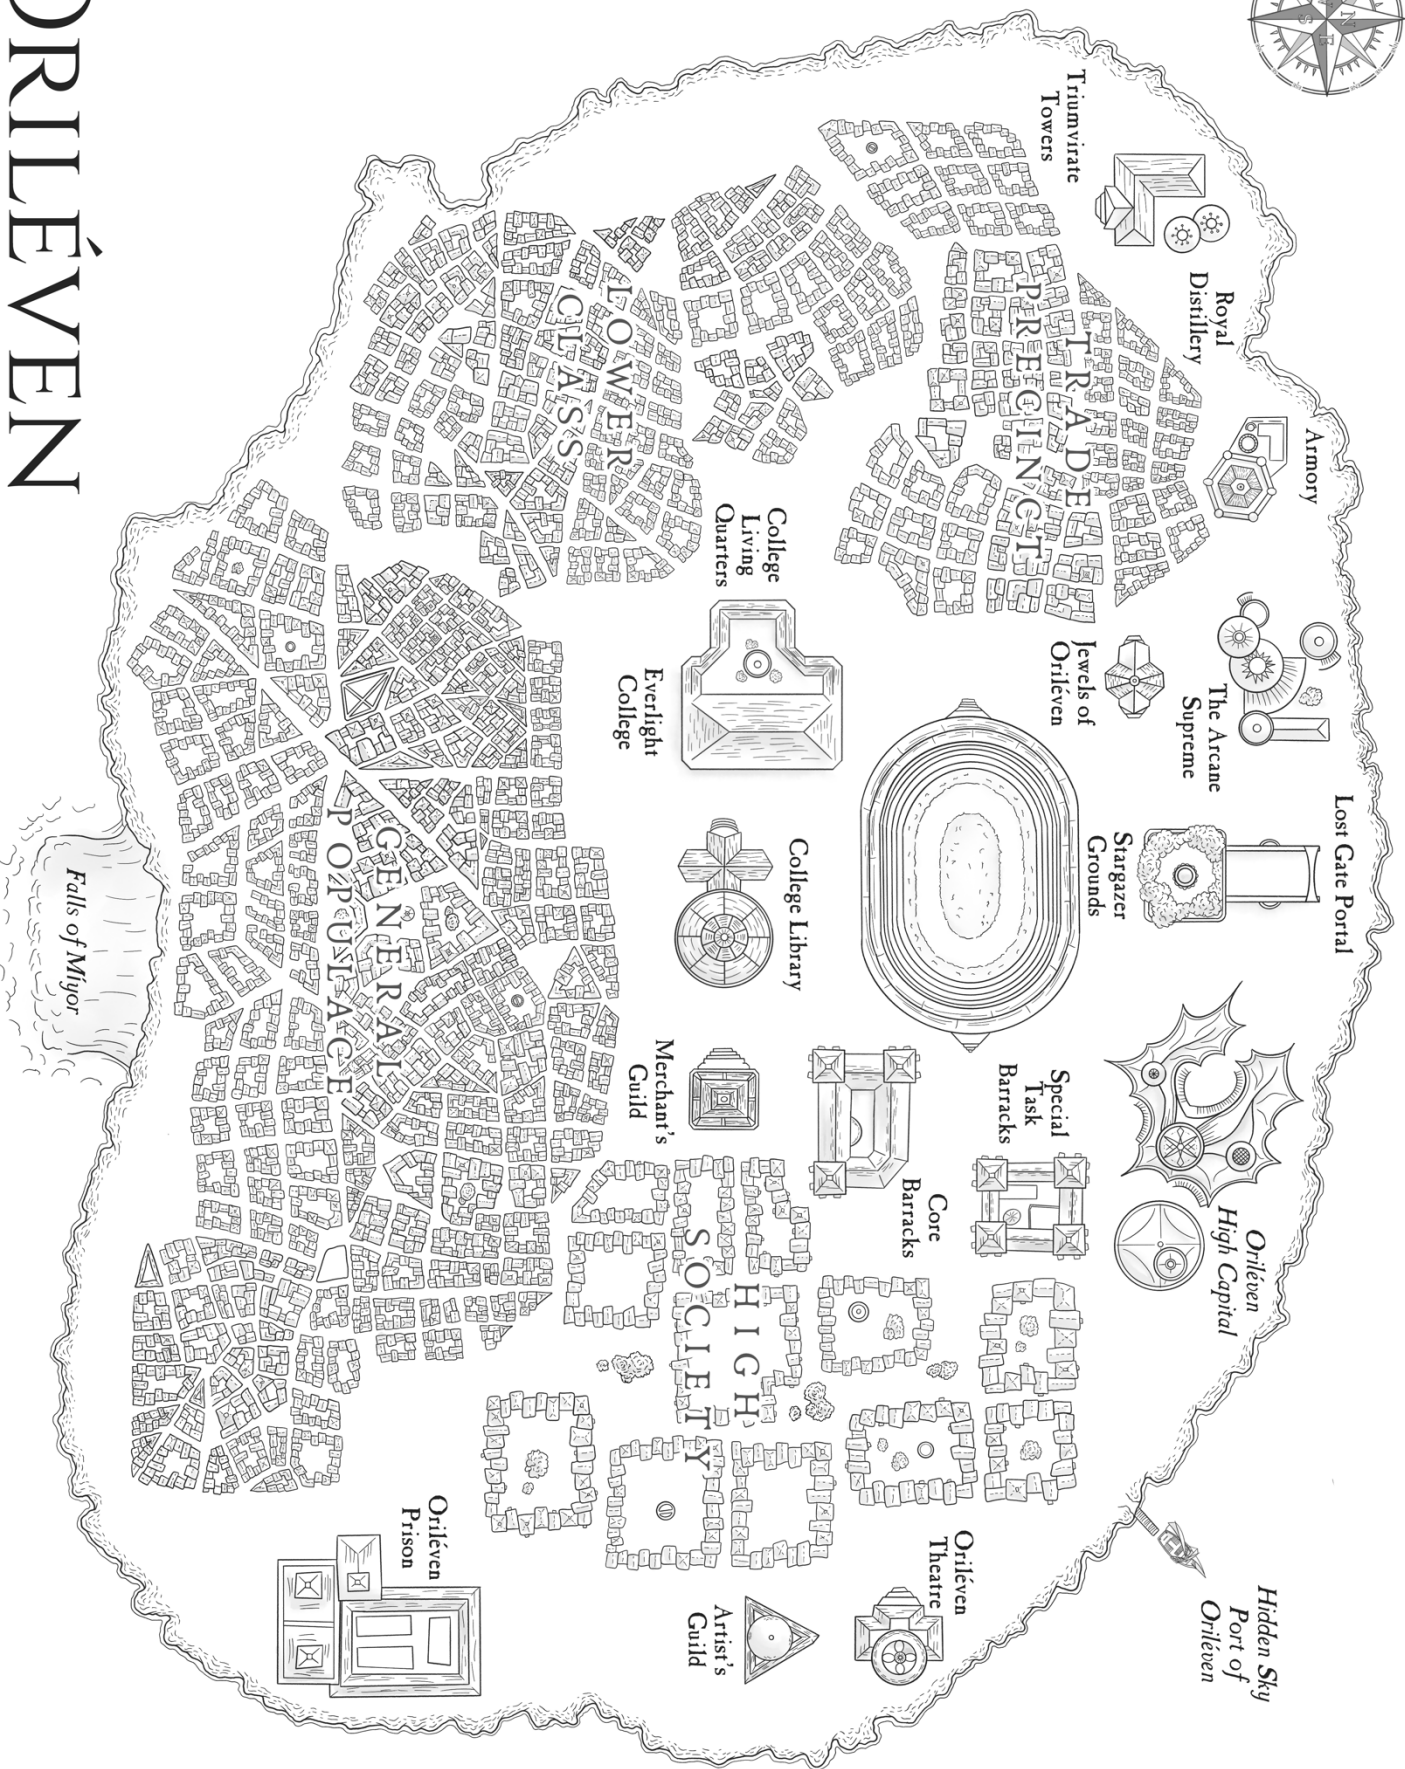 N
W
E
S
Lost Gate Portal
Armory
Hidden Sky
Port of
Oriléven
Oriléven
High Capital
Royal
Distillery
The Arcane
Supreme
Stargazer
Grounds
Triumvirate
Towers
Jewels of
Oriléven
Special
Task
Barracks
TRADE
PRECINCT
Oriléven
Theatre
Core
Barracks
College Library
College
Living
Quarters
HIGH
SOCIETY
Artist's
Guild
Merchant's
Guild
Everlight
College
LOWER
CLASS
Oriléven
Prison
GENERAL
POPULACE
Falls of Míyor
ORILÉVEN